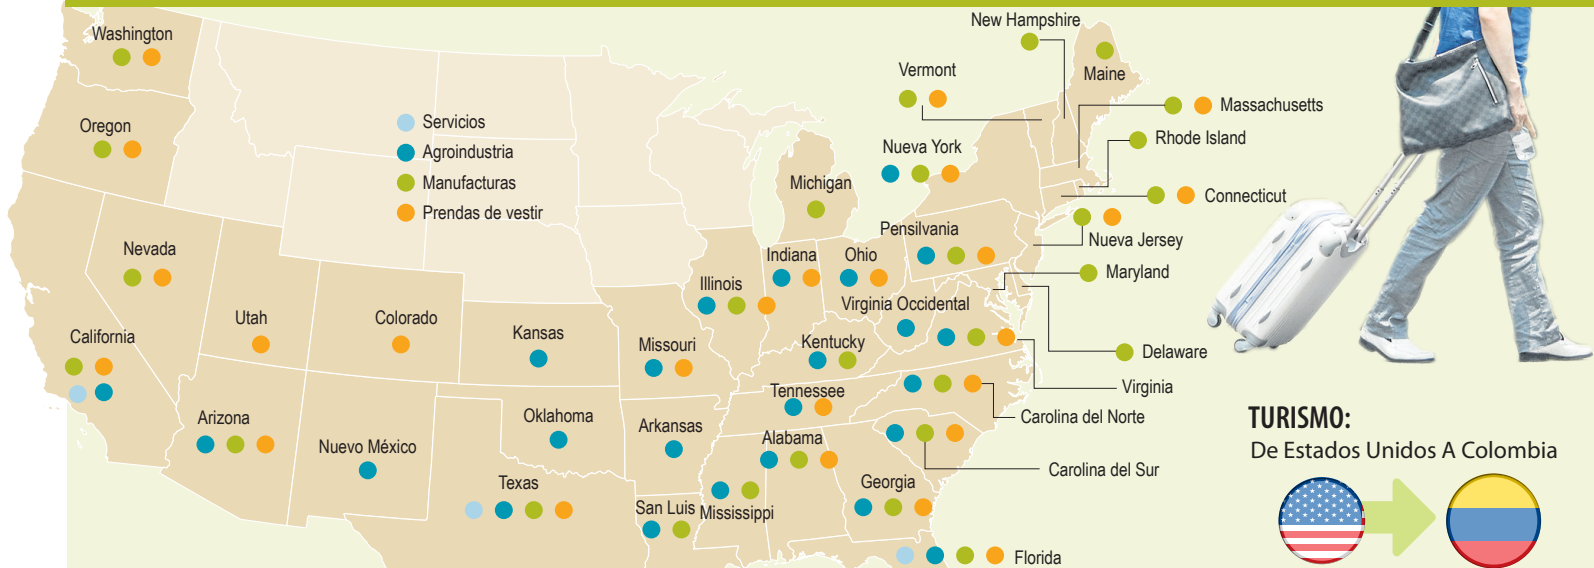 Washington
Oregon
Nevada
California
Utah
Colorado
Arizona
Nuevo México
Servicios
Agroindustria
Manufacturas
Prendas de vestir
Kansas
Oklahoma
Texas
Missouri
Arkansas
San Luis
Mississippi
Illinois
Indiana
Ohio
Michigan
Kentucky
Tennessee
Alabama
Georgia
Florida
Virginia Occidental
Pensilvania
Nueva York
Vermont
New Hampshire
Maine
Massachusetts
Rhode Island
Connecticut
Nueva Jersey
Maryland
Delaware
Virginia
Carolina del Norte
Carolina del Sur
TURISMO:
De Estados Unidos A Colombia